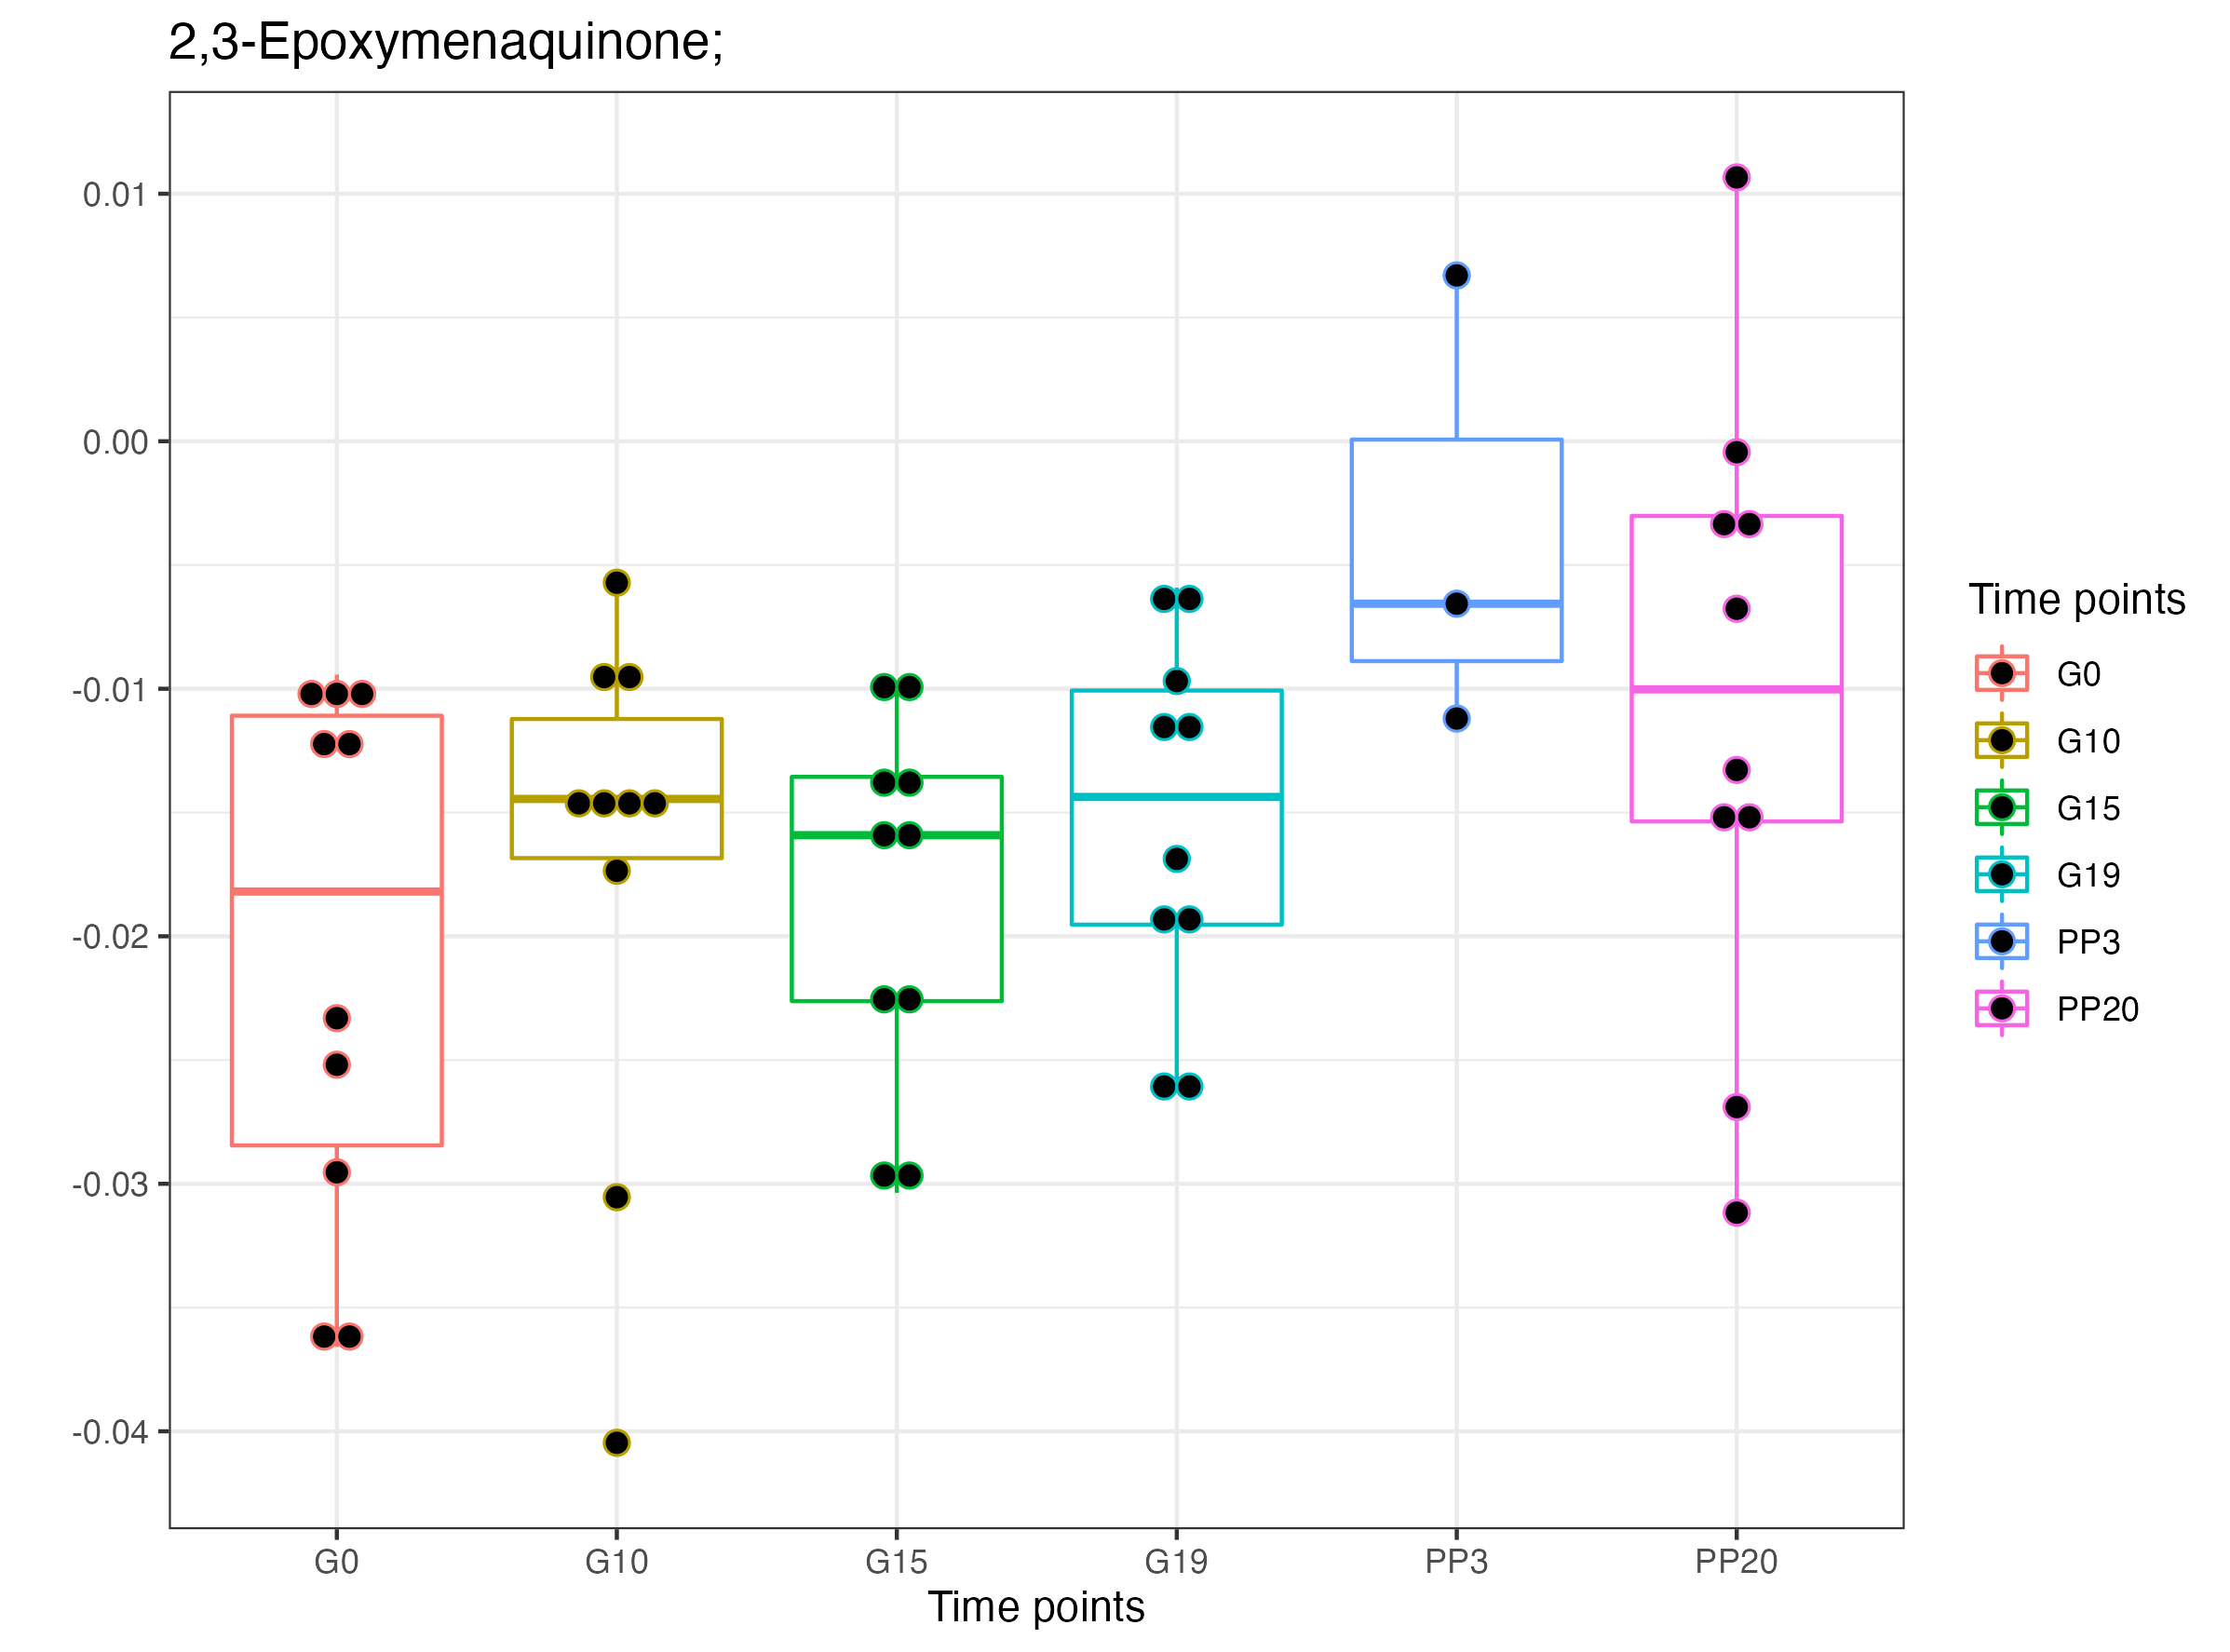 2,3-Epoxymenaquinone;
0.01
0.00
-0.01
-0.02
-0.03
-0.04
G0 G10 G15 G19 PP3 PP20
Time points
Time points
G0
G10
G15
G19
PP3
PP20